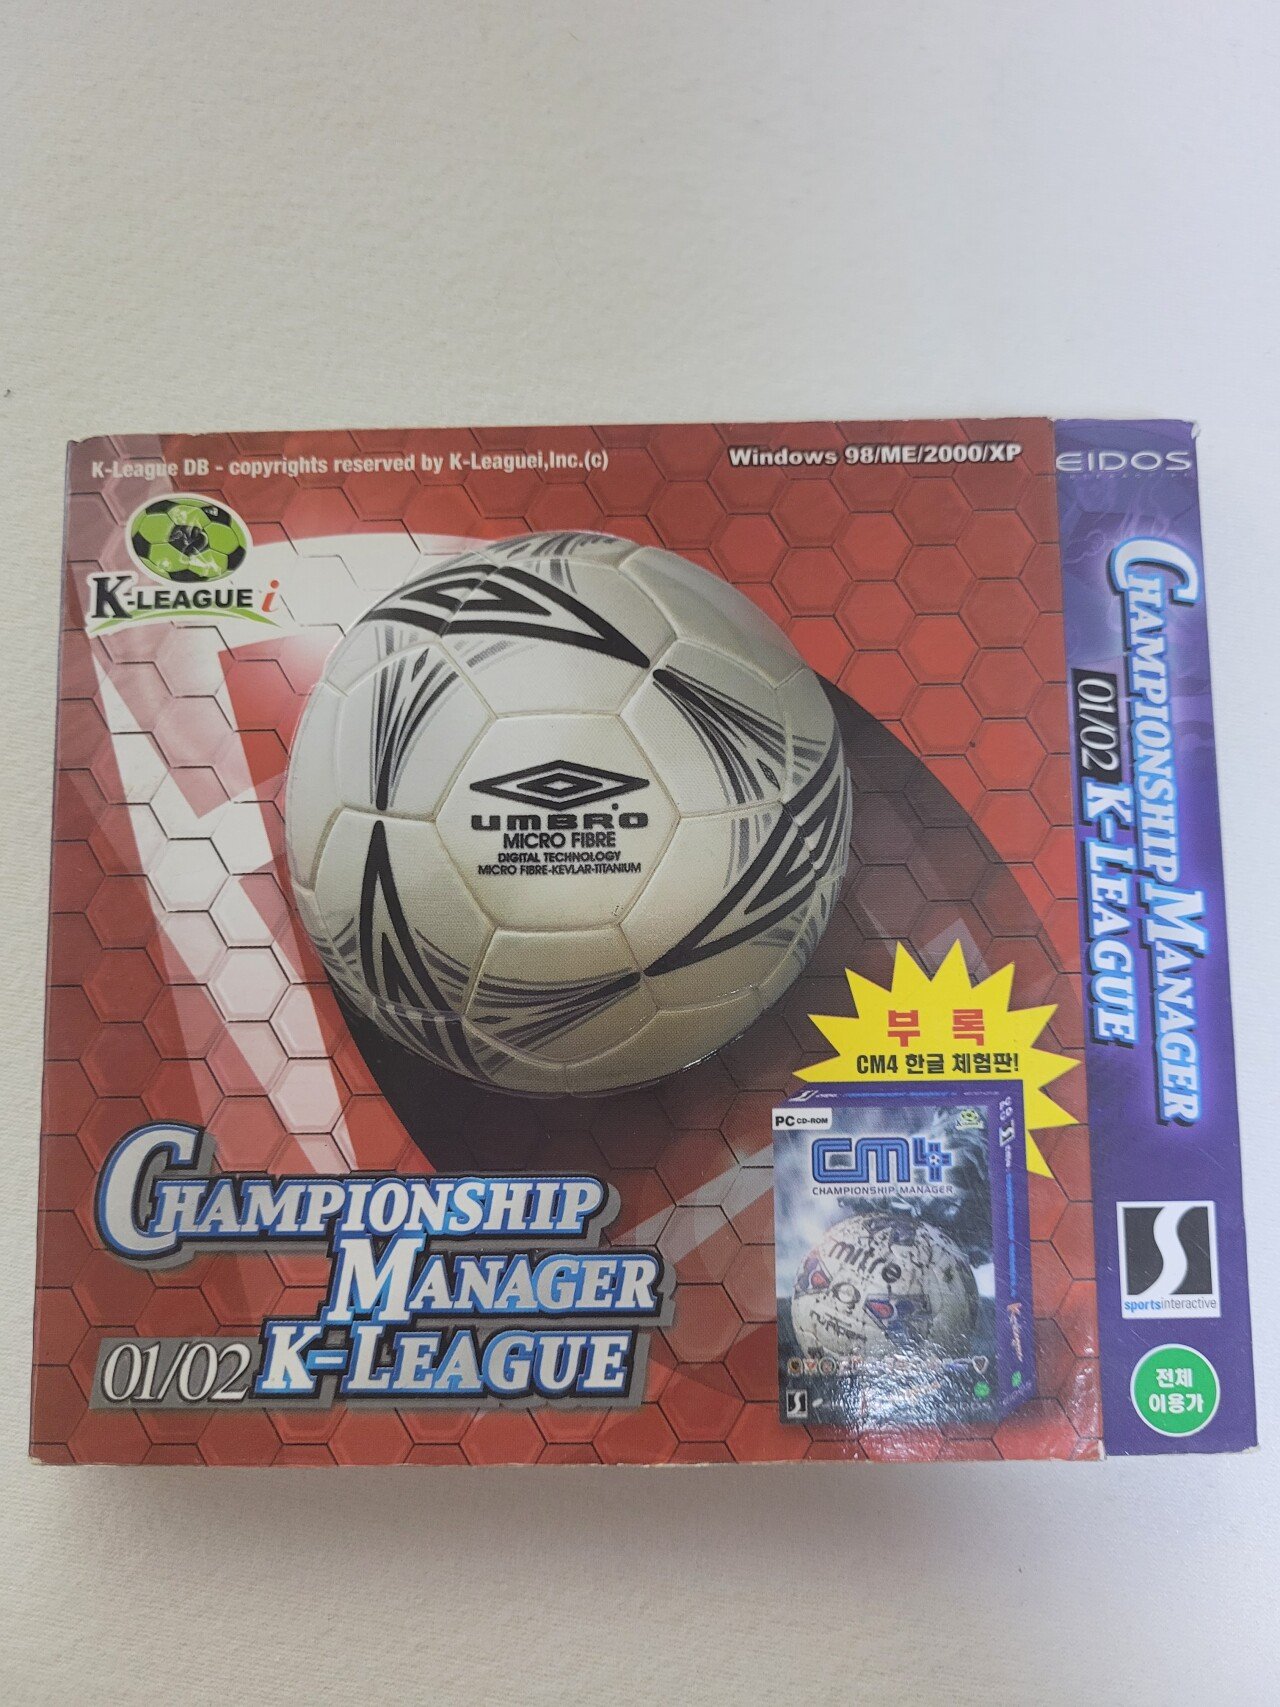 K-League DB - copyrights reserved by K-Leaguei,Inc.(c)
Windows 98/ME/2000/XP
K-LEAGUE i
UMBRO
MICRO FIBRE
DIGITAL TECHNOLOGY
MICRO FIBRE-KEVLAR-TITANIUM
부 록
CM4 한글 체험판!
PC CD-ROM
CM4
CHAMPIONSHIP MANAGER
mitre
CHAMPIONSHIP
MANAGER
01/02 K-LEAGUE
EIDOS
INTERACTIVE
CHAMPIONSHIP MANAGER
01/02 K-LEAGUE
sportsinteractive
전체
이용가